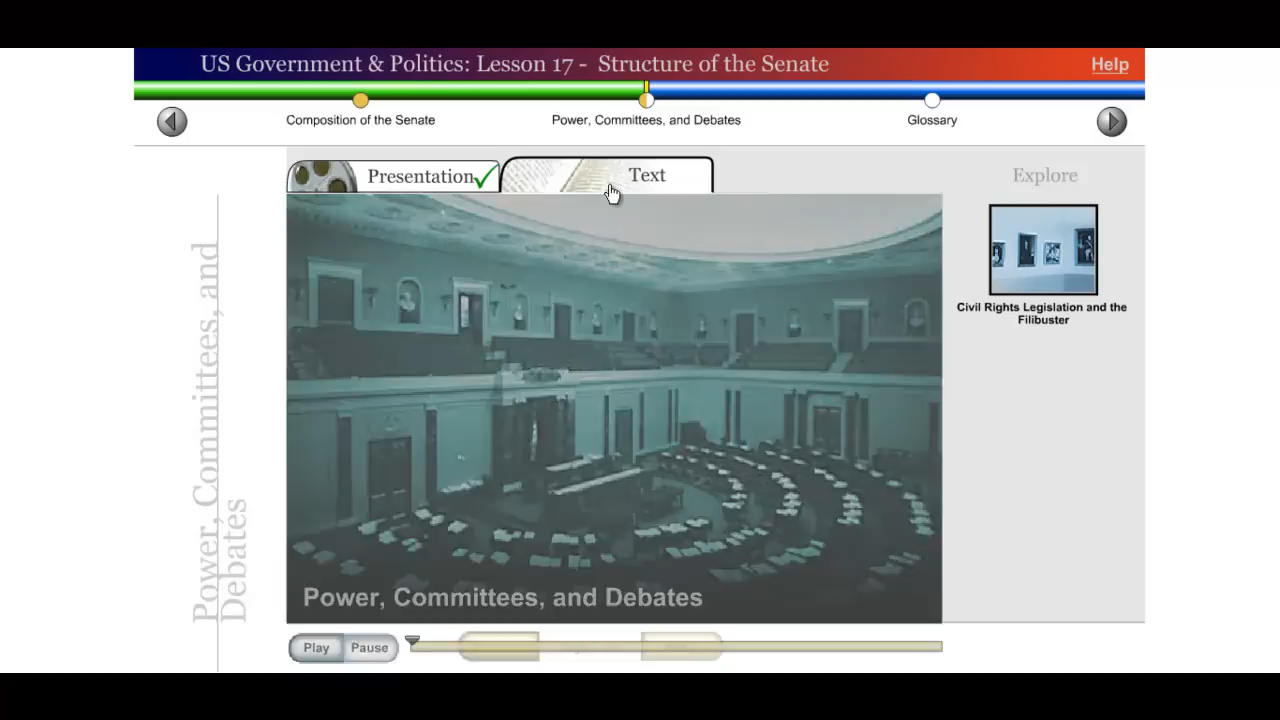 US Government & Politics: Lesson 17 - Structure of the Senate
Help
Composition of the Senate
Power, Committees, and Debates
Glossary
Presentation
Text
Explore
Civil Rights Legislation and the
Filibuster
Power, Committees, and
Debates
Power, Committees, and Debates
Play
Pause